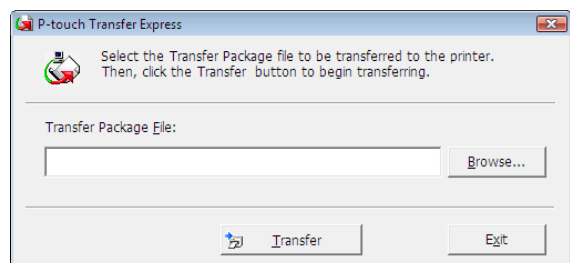 P-touch Transfer Express
Select the Transfer Package file to be transferred to the printer.
Then, click the Transfer button to begin transferring.
Transfer Package File:
Browse...
Transfer
Exit